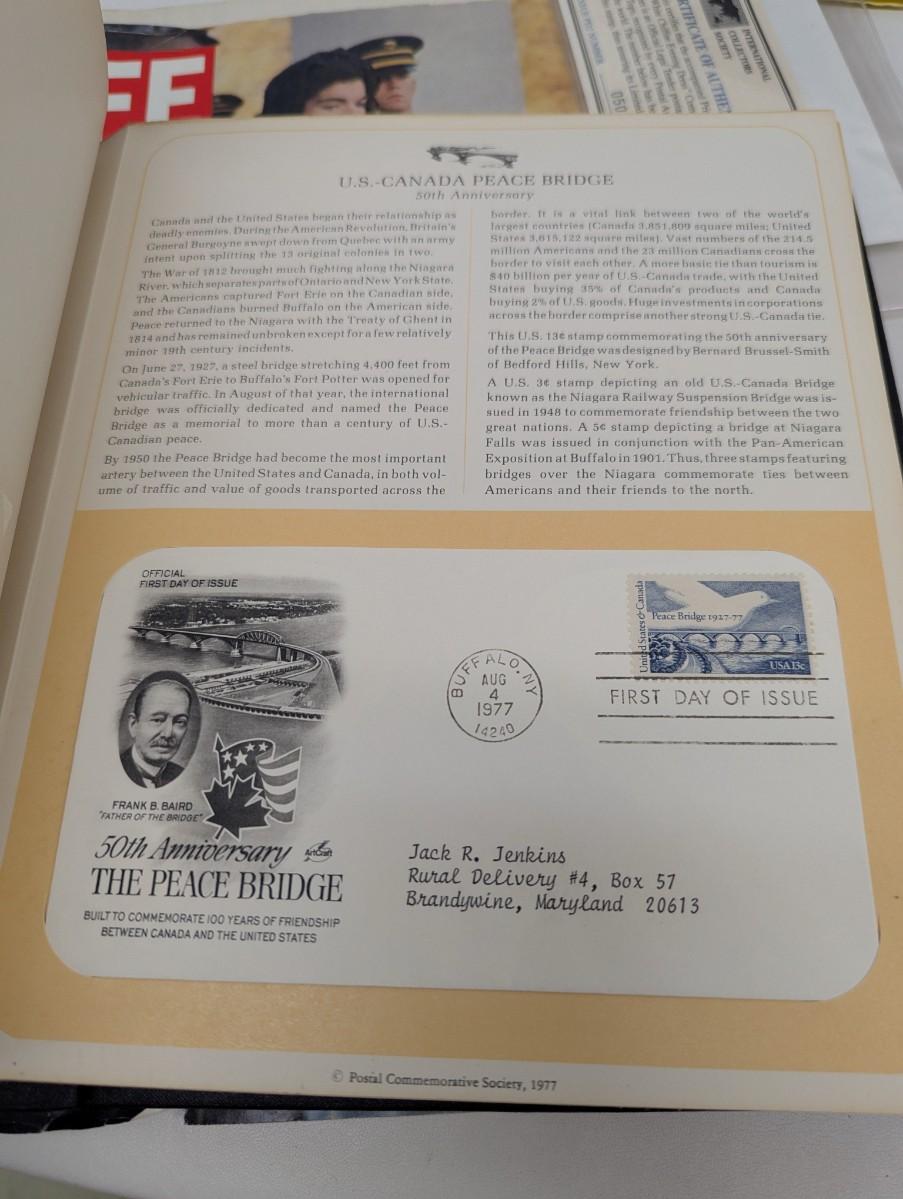 FF
INTERNATIONAL
COLLECTORS
SOCIETY
050
U.S.-CANADA PEACE BRIDGE
50th Anniversary
Canada and the United States began their relationship as
deadly enemies. During the American Revolution, Britain's
General Burgoyne swept down from Quebec with an army
intent upon splitting the 13 original colonies in two.
The War of 1812 brought much fighting along the Niagara
River, which separates parts of Ontario and New York State.
The Americans captured Fort Erie on the Canadian side,
and the Canadians burned Buffalo on the American side.
Peace returned to the Niagara with the Treaty of Ghent in
1814 and has remained unbroken except for a few relatively
minor 19th century incidents.
On June 27, 1927, a steel bridge stretching 4,400 feet from
Canada's Fort Erie to Buffalo's Fort Potter was opened for
vehicular traffic. In August of that year, the international
bridge was officially dedicated and named the Peace
Bridge as a memorial to more than a century of U.S.-
Canadian peace.
By 1950 the Peace Bridge had become the most important
artery between the United States and Canada, in both vol-
ume of traffic and value of goods transported across the
border. It is a vital link between two of the world's
largest countries (Canada 3,851,809 square miles; United
States 3,615,122 square miles). Vast numbers of the 214.5
million Americans and the 23 million Canadians cross the
border to visit each other. A more basic tie than tourism is
$40 billion per year of U.S.-Canada trade, with the United
States buying 35% of Canada's products and Canada
buying 2% of U.S. goods. Huge investments in corporations
across the border comprise another strong U.S.-Canada tie.
This U.S. 13¢ stamp commemorating the 50th anniversary
of the Peace Bridge was designed by Bernard Brussel-Smith
of Bedford Hills, New York.
A U.S. 3¢ stamp depicting an old U.S.-Canada Bridge
known as the Niagara Railway Suspension Bridge was is-
sued in 1948 to commemorate friendship between the two
great nations. A 5¢ stamp depicting a bridge at Niagara
Falls was issued in conjunction with the Pan-American
Exposition at Buffalo in 1901. Thus, three stamps featuring
bridges over the Niagara commemorate ties between
Americans and their friends to the north.
OFFICIAL
FIRST DAY OF ISSUE
FRANK B. BAIRD
"FATHER OF THE BRIDGE"
50th Anniversary
ArtCraft
THE PEACE BRIDGE
BUILT TO COMMEMORATE 100 YEARS OF FRIENDSHIP
BETWEEN CANADA AND THE UNITED STATES
BUFFALO, NY
AUG
4
1977
14240
United States & Canada
Peace Bridge 1927-77
USA 13c
FIRST DAY OF ISSUE
Jack R. Jenkins
Rural Delivery #4, Box 57
Brandywine, Maryland 20613
© Postal Commemorative Society, 1977